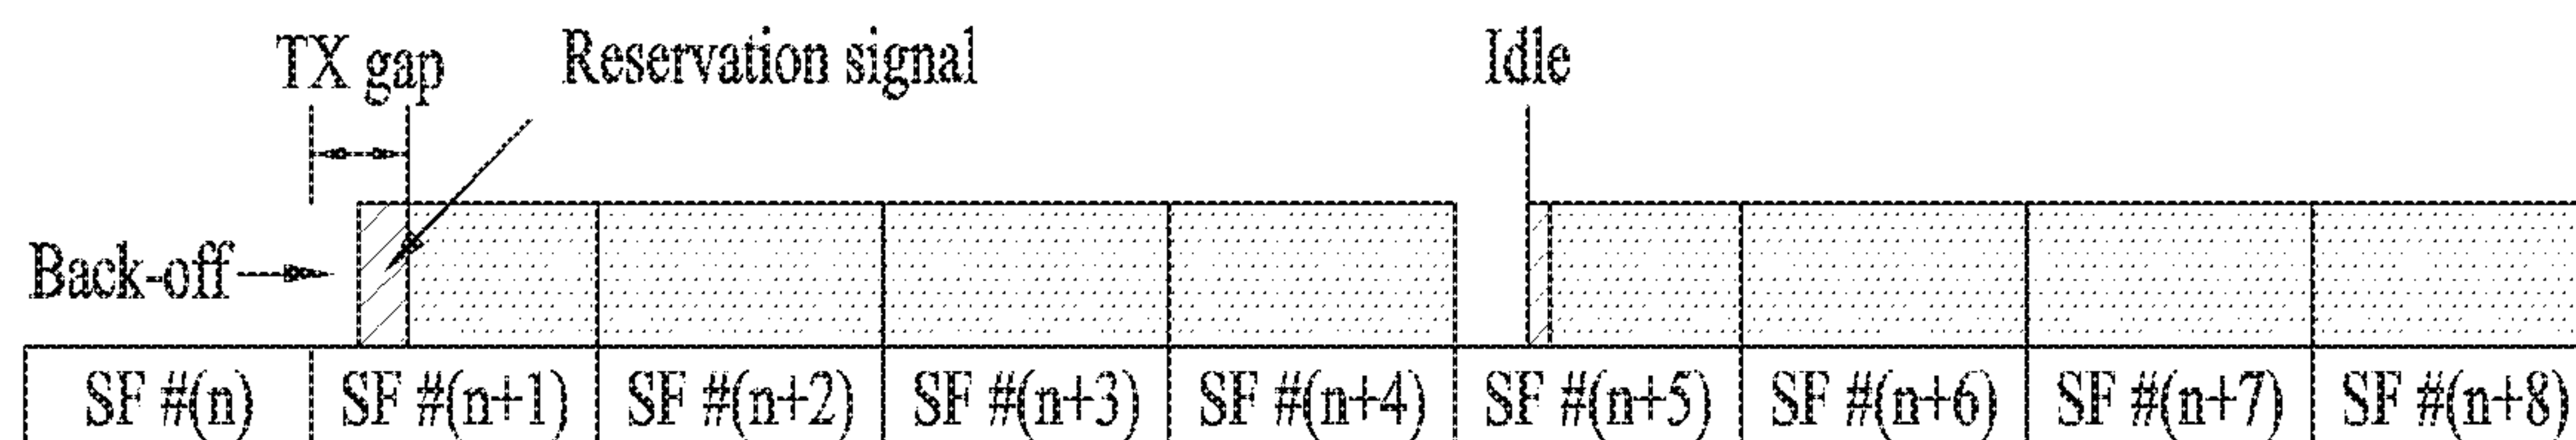 TX gap
Reservation signal
Idle
Back-off
SF #(n)
SF #(n+1)
SF #(n+2)
SF #(n+3)
SF #(n+4)
SF #(n+5)
SF #(n+6)
SF #(n+7)
SF #(n+8)